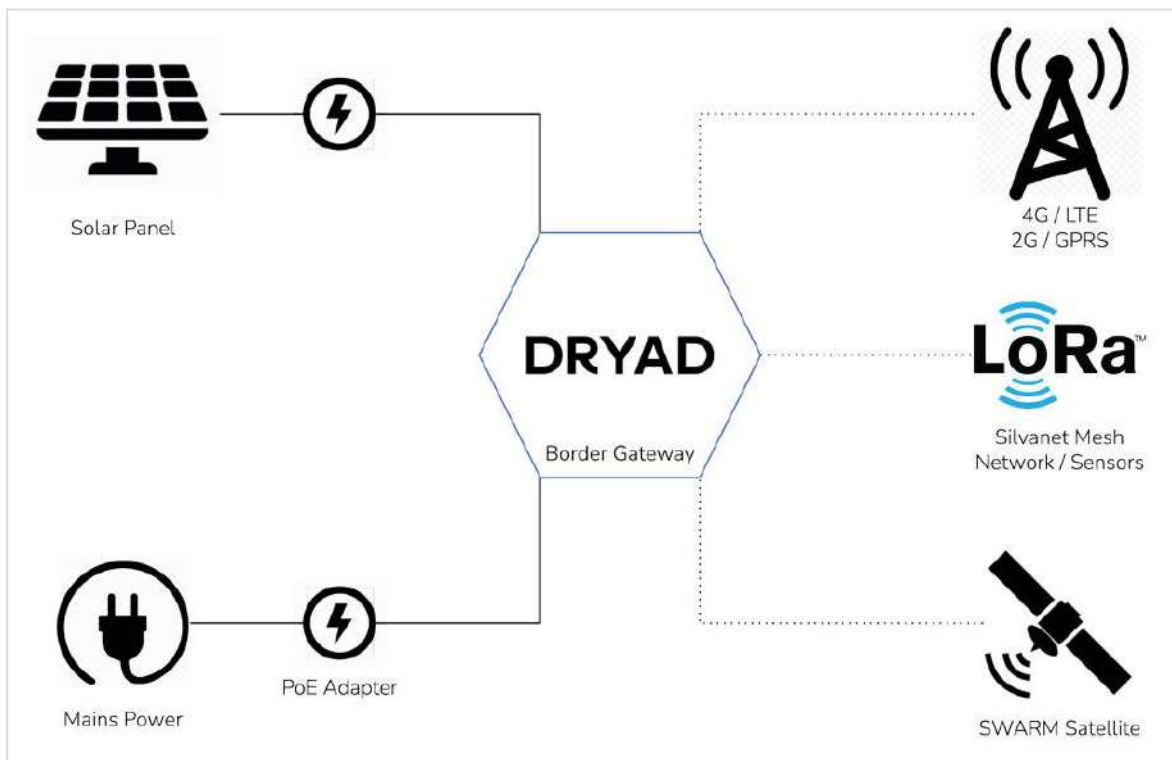 Solar Panel
4G / LTE
2G / GPRS
DRYAD
Border Gateway
LoRa™
Silvanet Mesh
Network / Sensors
PoE Adapter
Mains Power
SWARM Satellite